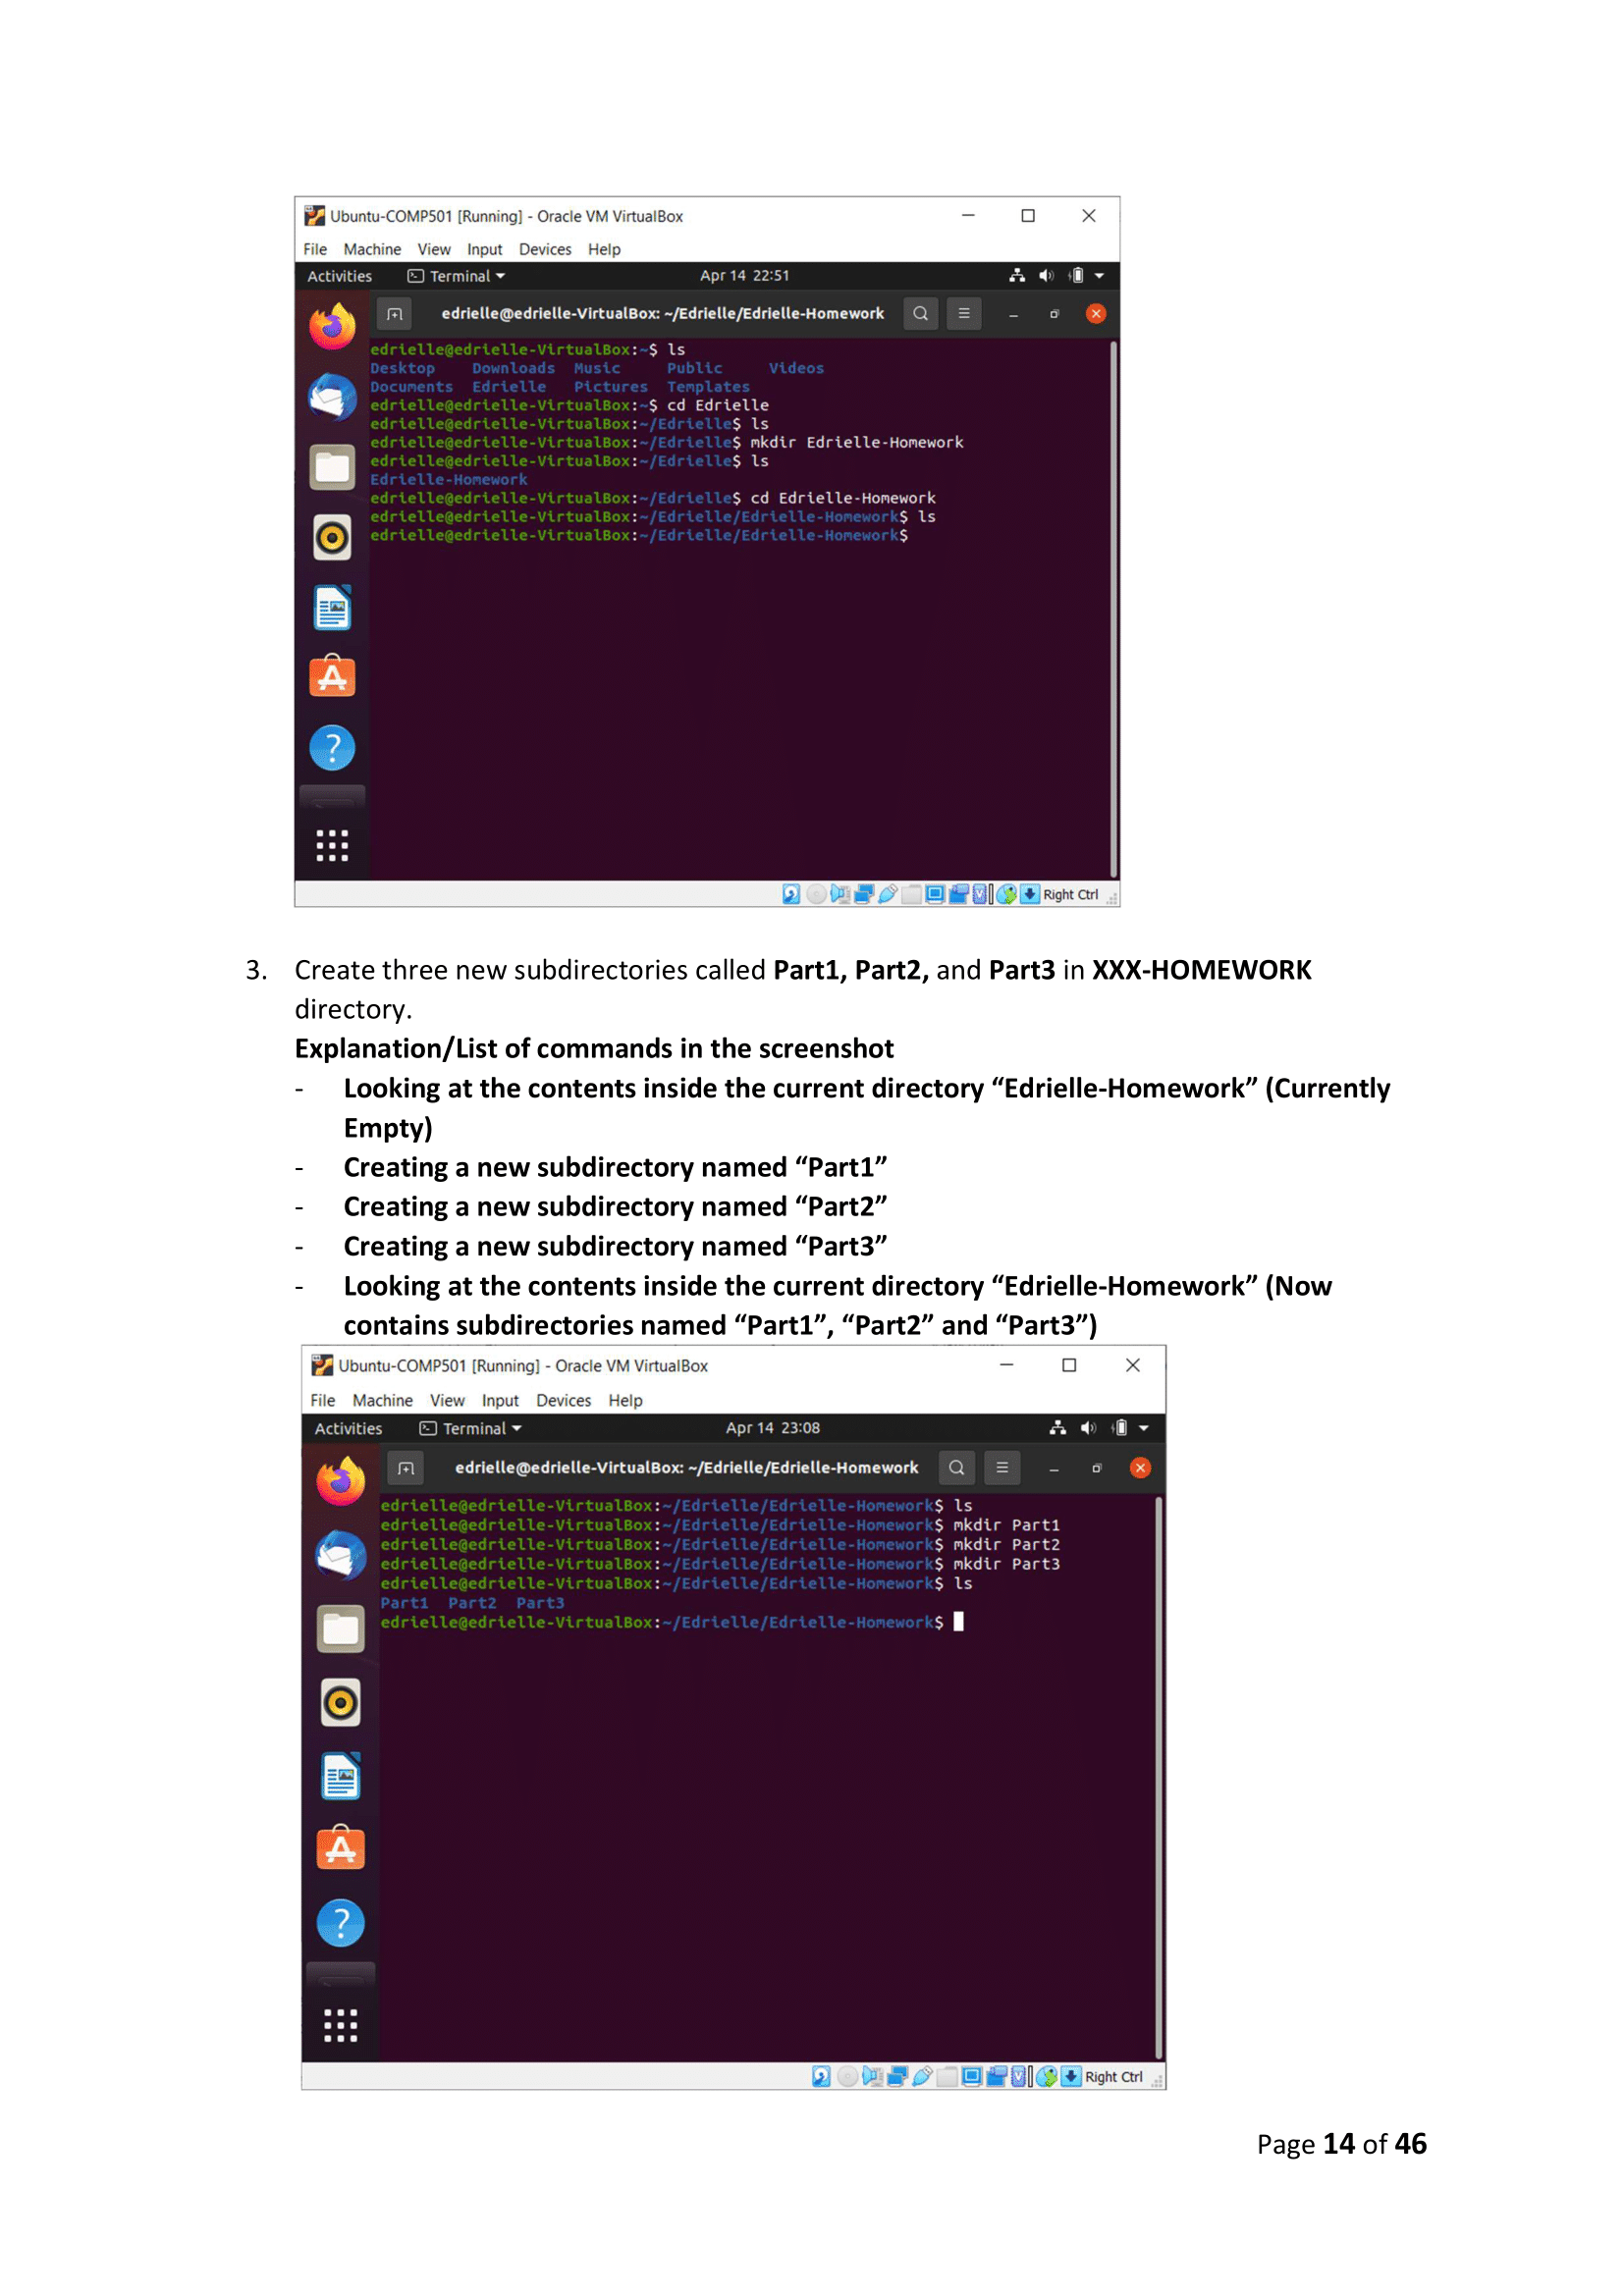 Ubuntu-COMP501 [Running] - Oracle VM VirtualBox
File Machine View Input Devices Help
Activities Terminal Apr 14 22:51
edrielle@edrielle-VirtualBox: ~/Edrielle/Edrielle-Homework
edrielle@edrielle-VirtualBox:~$ ls
Desktop Downloads Music Public Videos
Documents Edrielle Pictures Templates
edrielle@edrielle-VirtualBox:~$ cd Edrielle
edrielle@edrielle-VirtualBox:~/Edrielle$ ls
edrielle@edrielle-VirtualBox:~/Edrielle$ mkdir Edrielle-Homework
edrielle@edrielle-VirtualBox:~/Edrielle$ ls
Edrielle-Homework
edrielle@edrielle-VirtualBox:~/Edrielle$ cd Edrielle-Homework
edrielle@edrielle-VirtualBox:~/Edrielle/Edrielle-Homework$ ls
edrielle@edrielle-VirtualBox:~/Edrielle/Edrielle-Homework$
Right Ctrl
3. Create three new subdirectories called Part1, Part2, and Part3 in XXX-HOMEWORK
directory.
Explanation/List of commands in the screenshot
- Looking at the contents inside the current directory “Edrielle-Homework” (Currently
Empty)
- Creating a new subdirectory named “Part1”
- Creating a new subdirectory named “Part2”
- Creating a new subdirectory named “Part3”
- Looking at the contents inside the current directory “Edrielle-Homework” (Now
contains subdirectories named “Part1”, “Part2” and “Part3”)
Ubuntu-COMP501 [Running] - Oracle VM VirtualBox
File Machine View Input Devices Help
Activities Terminal Apr 14 23:08
edrielle@edrielle-VirtualBox: ~/Edrielle/Edrielle-Homework
edrielle@edrielle-VirtualBox:~/Edrielle/Edrielle-Homework$ ls
edrielle@edrielle-VirtualBox:~/Edrielle/Edrielle-Homework$ mkdir Part1
edrielle@edrielle-VirtualBox:~/Edrielle/Edrielle-Homework$ mkdir Part2
edrielle@edrielle-VirtualBox:~/Edrielle/Edrielle-Homework$ mkdir Part3
edrielle@edrielle-VirtualBox:~/Edrielle/Edrielle-Homework$ ls
Part1 Part2 Part3
edrielle@edrielle-VirtualBox:~/Edrielle/Edrielle-Homework$
Right Ctrl
Page 14 of 46